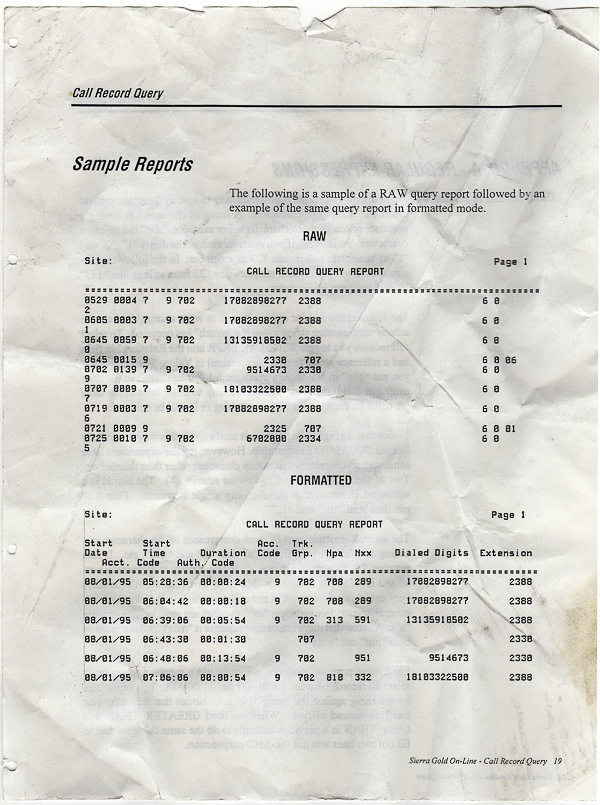 Call Record Query
Sample Reports
The following is a sample of a RAW query report followed by an
example of the same query report in formatted mode.
RAW
Site: Page 1
CALL RECORD QUERY REPORT
0529 0004 7 9 702 17082898277 2388 6 0
2
0605 0003 7 9 702 17082898277 2388 6 0
1
0645 0059 7 9 702 13135918502 2388 6 0
0
0645 0015 9 2330 707 6 0 06
0702 0139 7 9 702 9514673 2330 6 0
9
0707 0009 7 9 702 18103322500 2388 6 0
7
0719 0003 7 9 702 17082898277 2388 6 0
6
0721 0009 9 2325 707 6 0 01
0725 0010 7 9 702 6702000 2334 6 0
5
FORMATTED
Site: Page 1
CALL RECORD QUERY REPORT
Start Start Acc. Trk.
Date Time Duration Code Grp. Npa Nxx Dialed Digits Extension
Acct. Code Auth. Code
08/01/95 05:28:36 00:00:24 9 702 708 289 17082898277 2388
08/01/95 06:04:42 00:00:18 9 702 708 289 17082898277 2388
08/01/95 06:39:06 00:05:54 9 702 313 591 13135918502 2388
08/01/95 06:43:30 00:01:30 707 2330
08/01/95 06:48:06 00:13:54 9 702 951 9514673 2330
08/01/95 07:06:06 00:00:54 9 702 810 332 18103322500 2388
Sierra Gold On-Line - Call Record Query 19